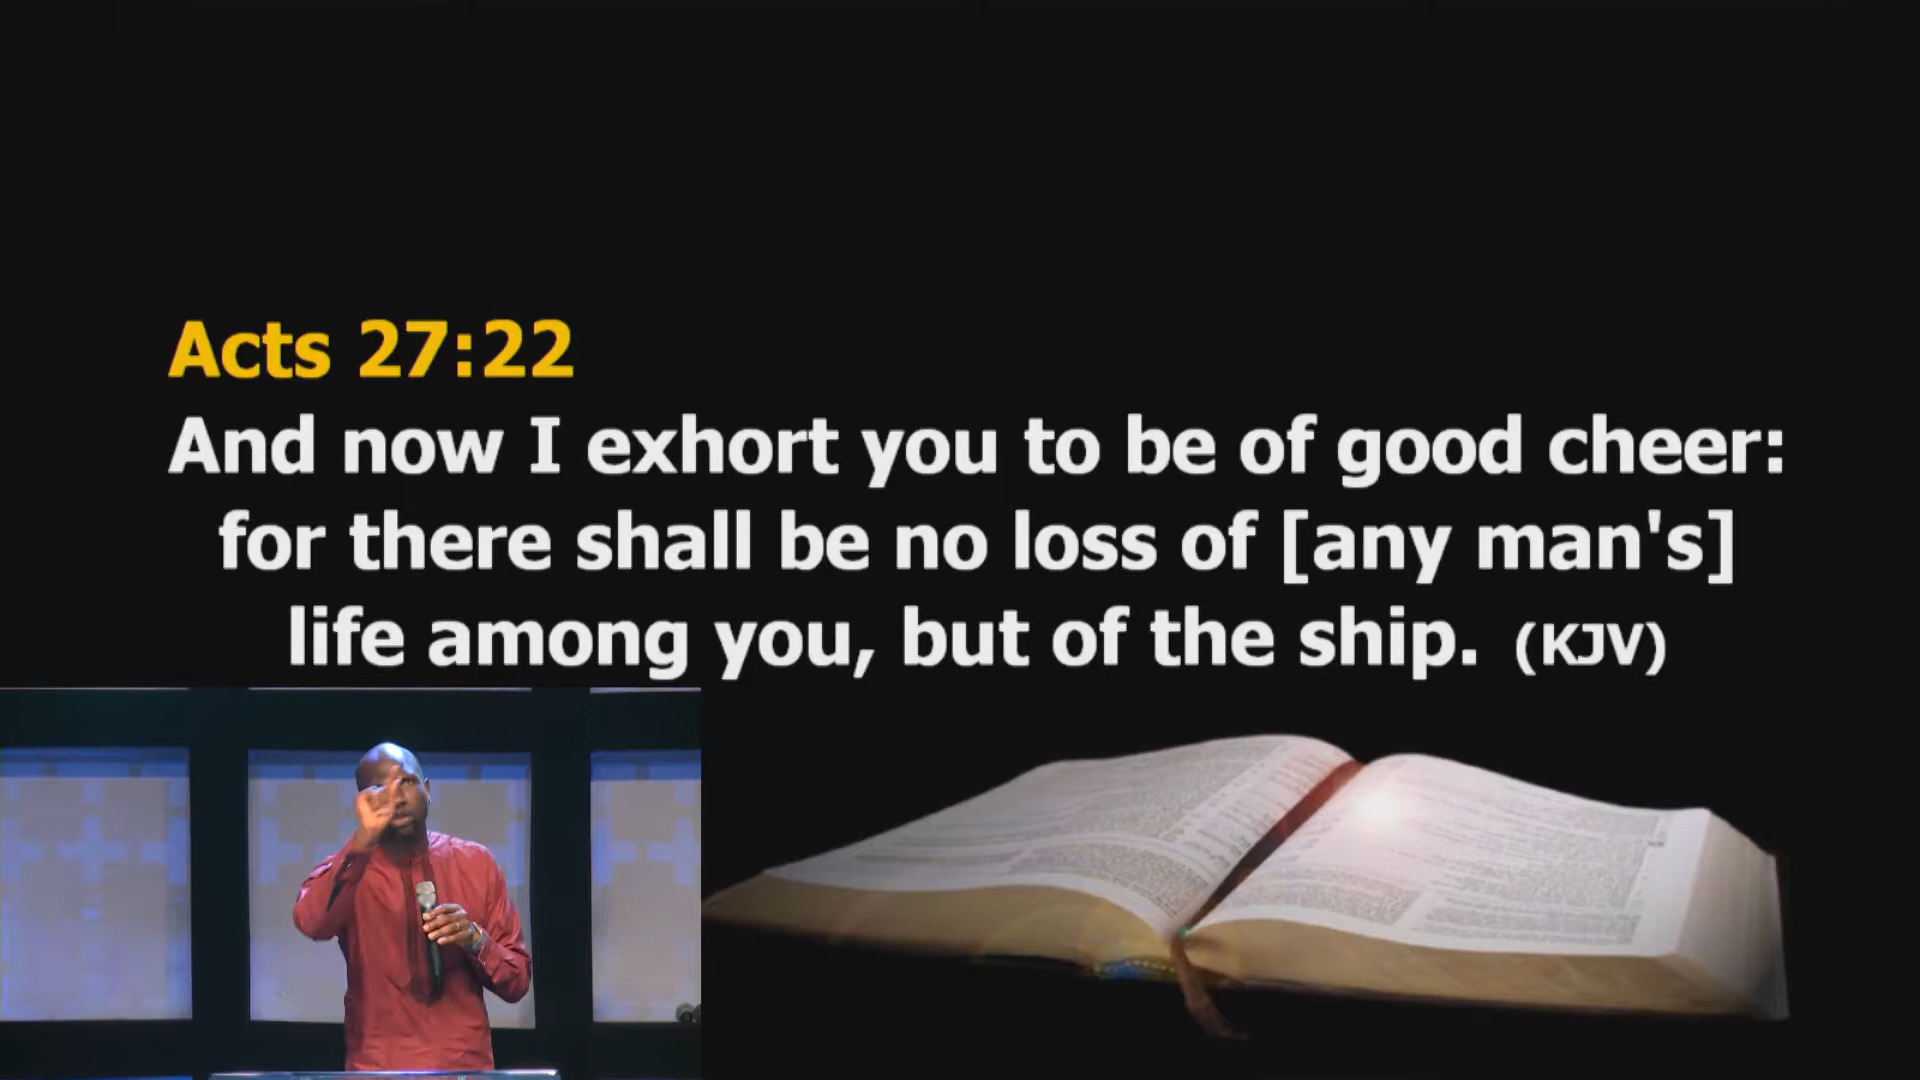 Acts 27:22
And now I exhort you to be of good cheer:
for there shall be no loss of [any man's]
life among you, but of the ship. (KJV)